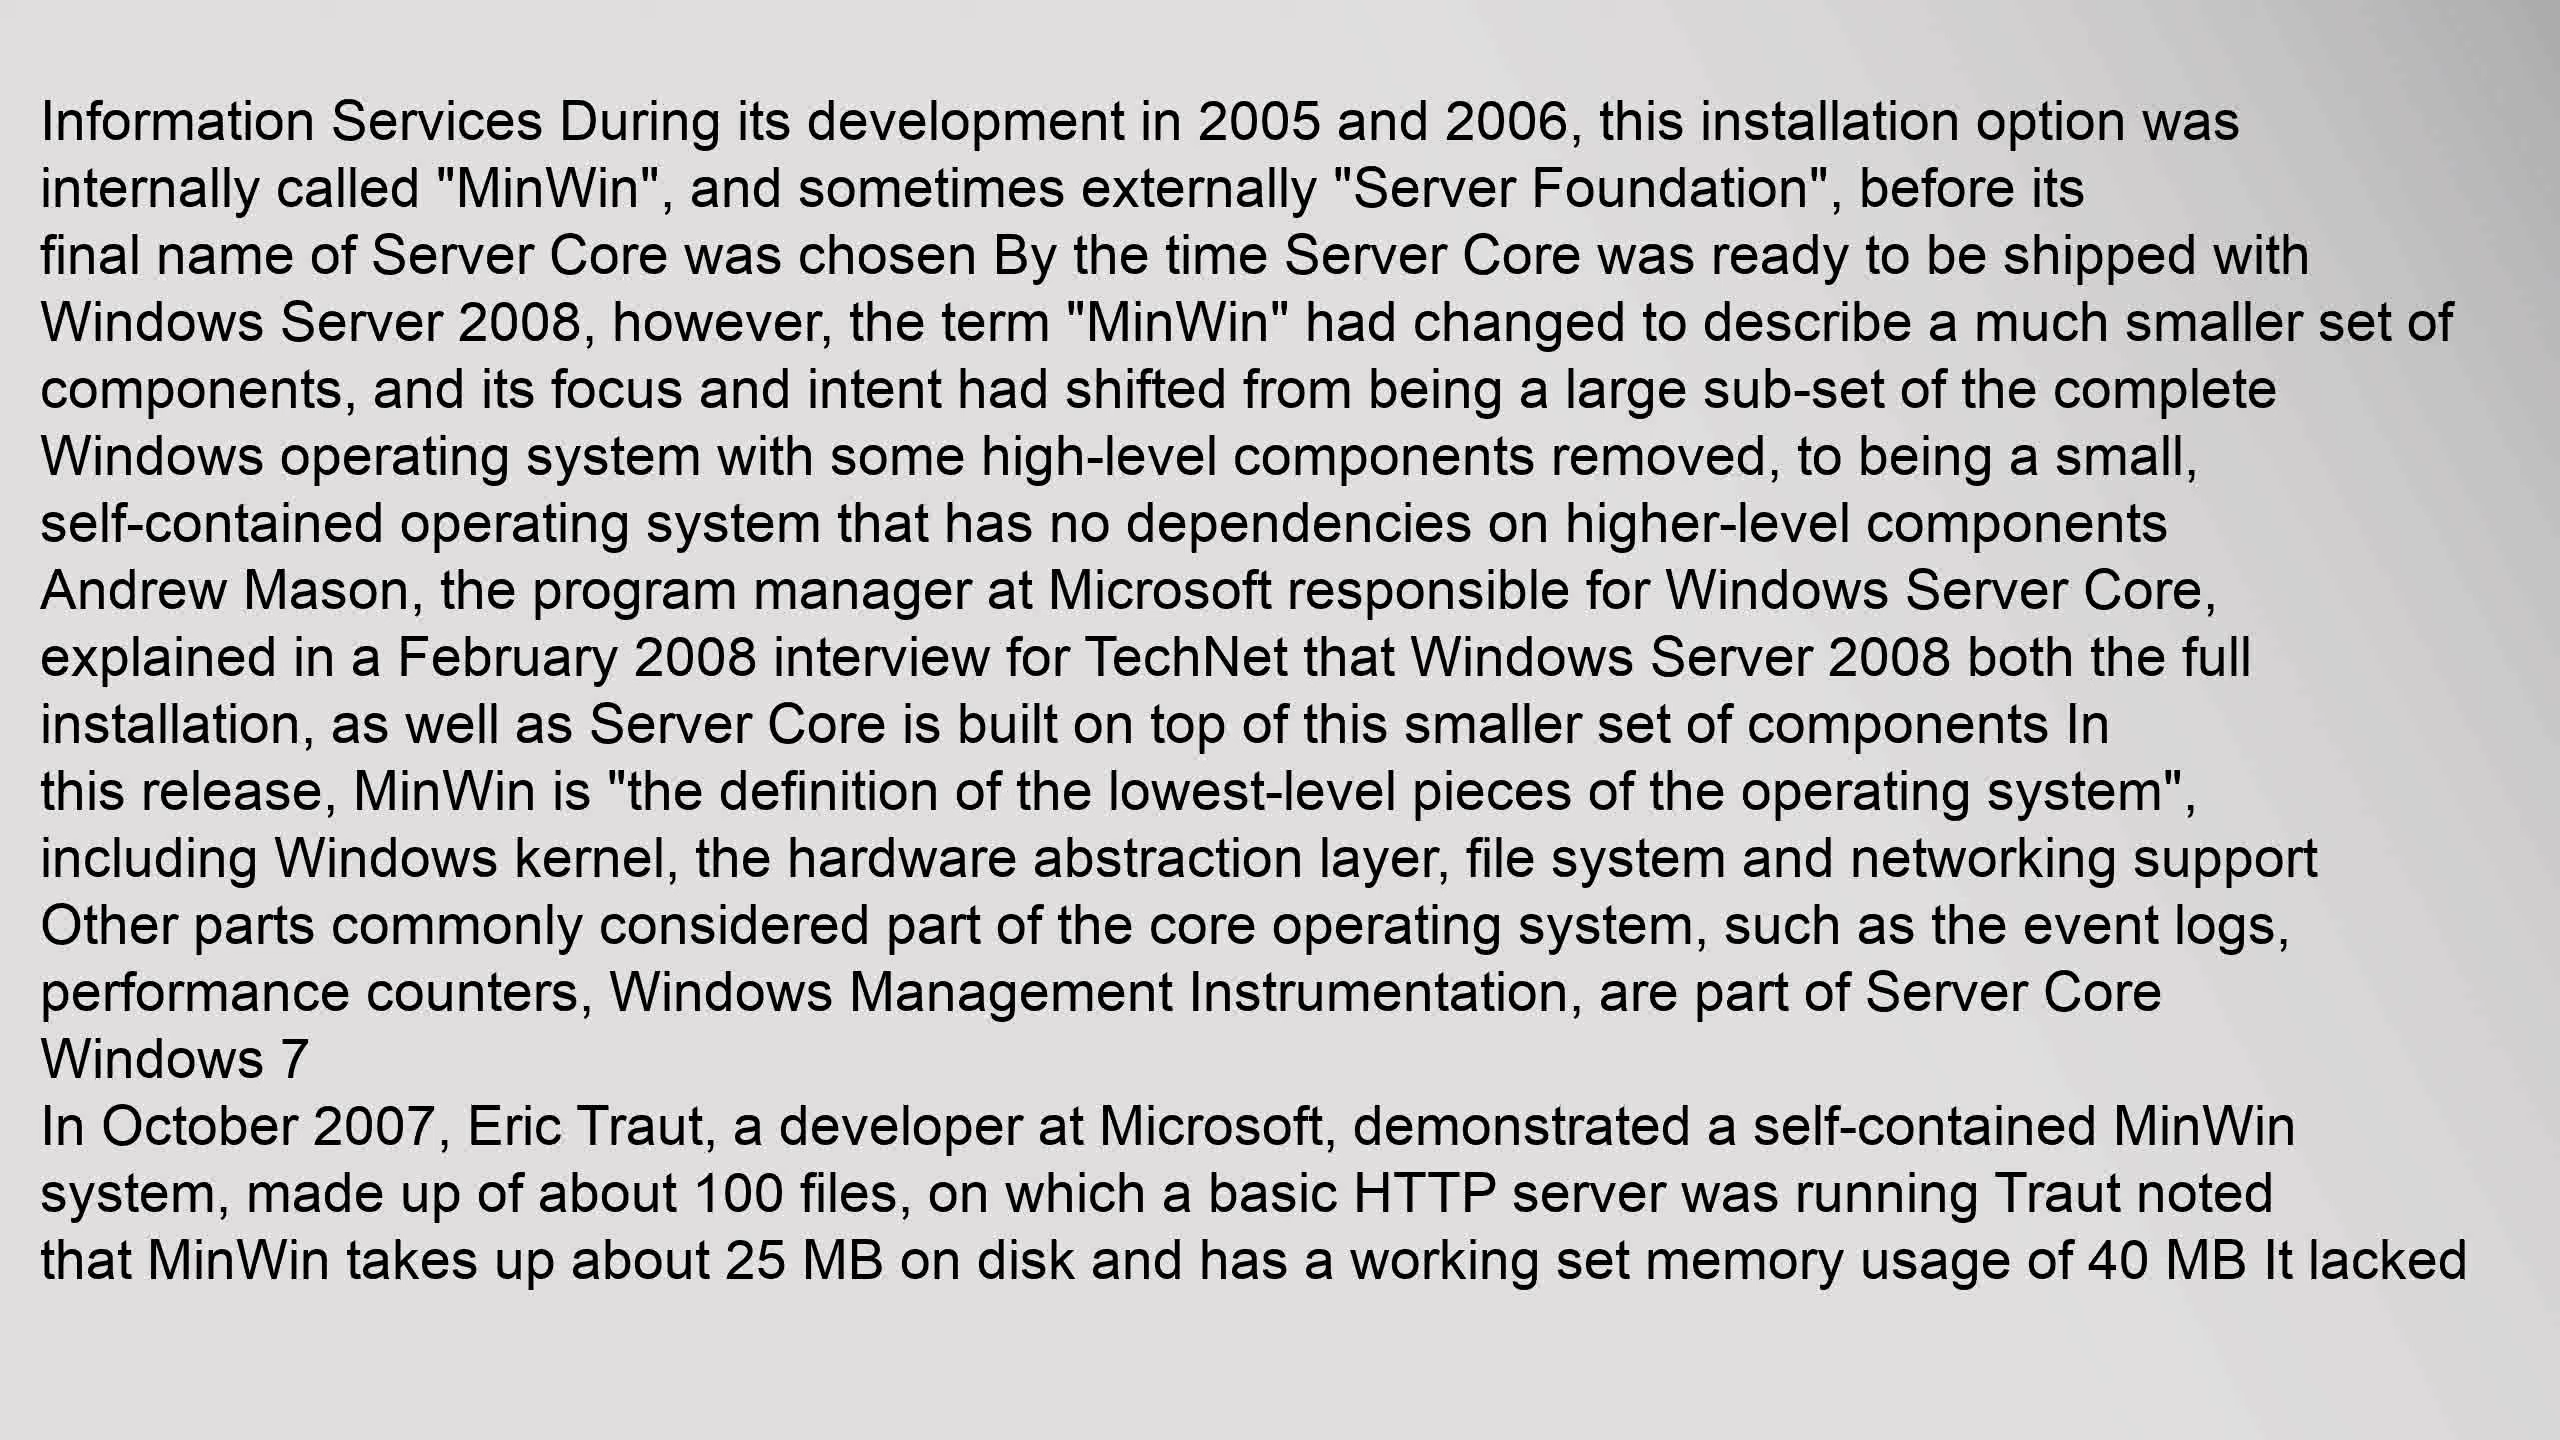 Information Services During its development in 2005 and 2006, this installation option was
internally called "MinWin", and sometimes externally "Server Foundation", before its
final name of Server Core was chosen By the time Server Core was ready to be shipped with
Windows Server 2008, however, the term "MinWin" had changed to describe a much smaller set of
components, and its focus and intent had shifted from being a large sub-set of the complete
Windows operating system with some high-level components removed, to being a small,
self-contained operating system that has no dependencies on higher-level components
Andrew Mason, the program manager at Microsoft responsible for Windows Server Core,
explained in a February 2008 interview for TechNet that Windows Server 2008 both the full
installation, as well as Server Core is built on top of this smaller set of components In
this release, MinWin is "the definition of the lowest-level pieces of the operating system",
including Windows kernel, the hardware abstraction layer, file system and networking support
Other parts commonly considered part of the core operating system, such as the event logs,
performance counters, Windows Management Instrumentation, are part of Server Core
Windows 7
In October 2007, Eric Traut, a developer at Microsoft, demonstrated a self-contained MinWin
system, made up of about 100 files, on which a basic HTTP server was running Traut noted
that MinWin takes up about 25 MB on disk and has a working set memory usage of 40 MB It lacked